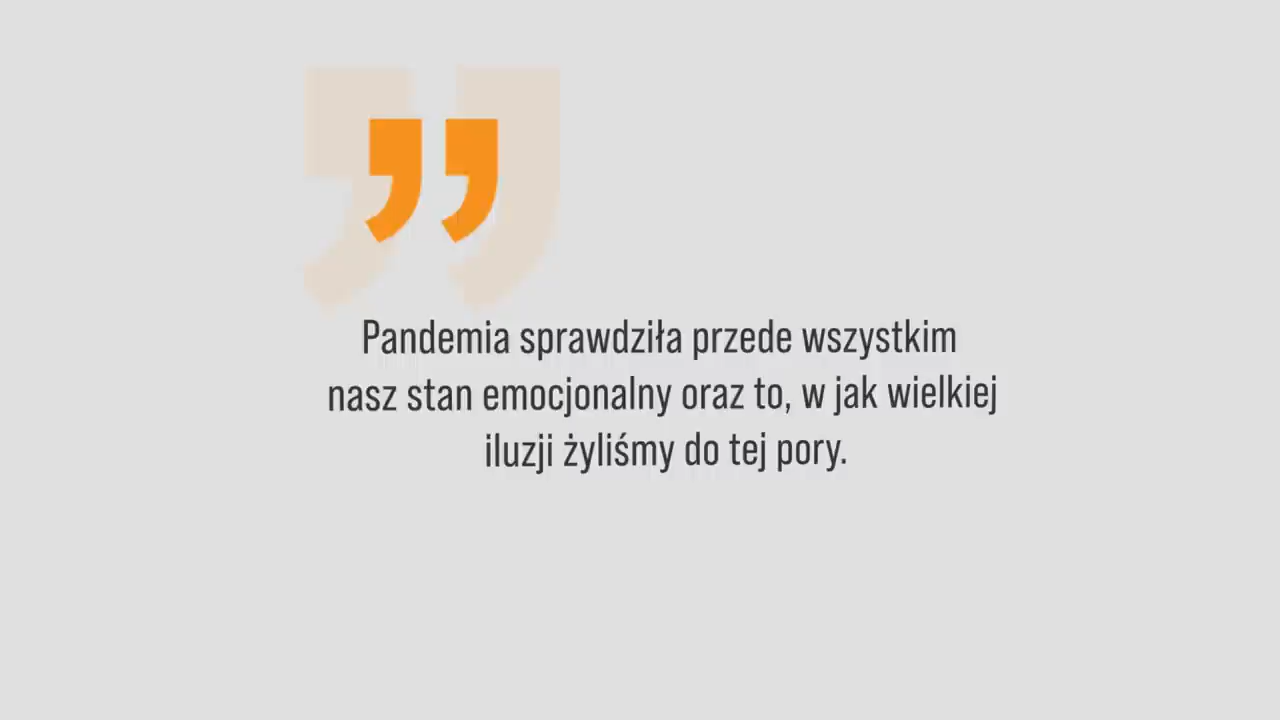 Pandemia sprawdziła przede wszystkim
nasz stan emocjonalny oraz to, w jak wielkiej
iluzji żyliśmy do tej pory.